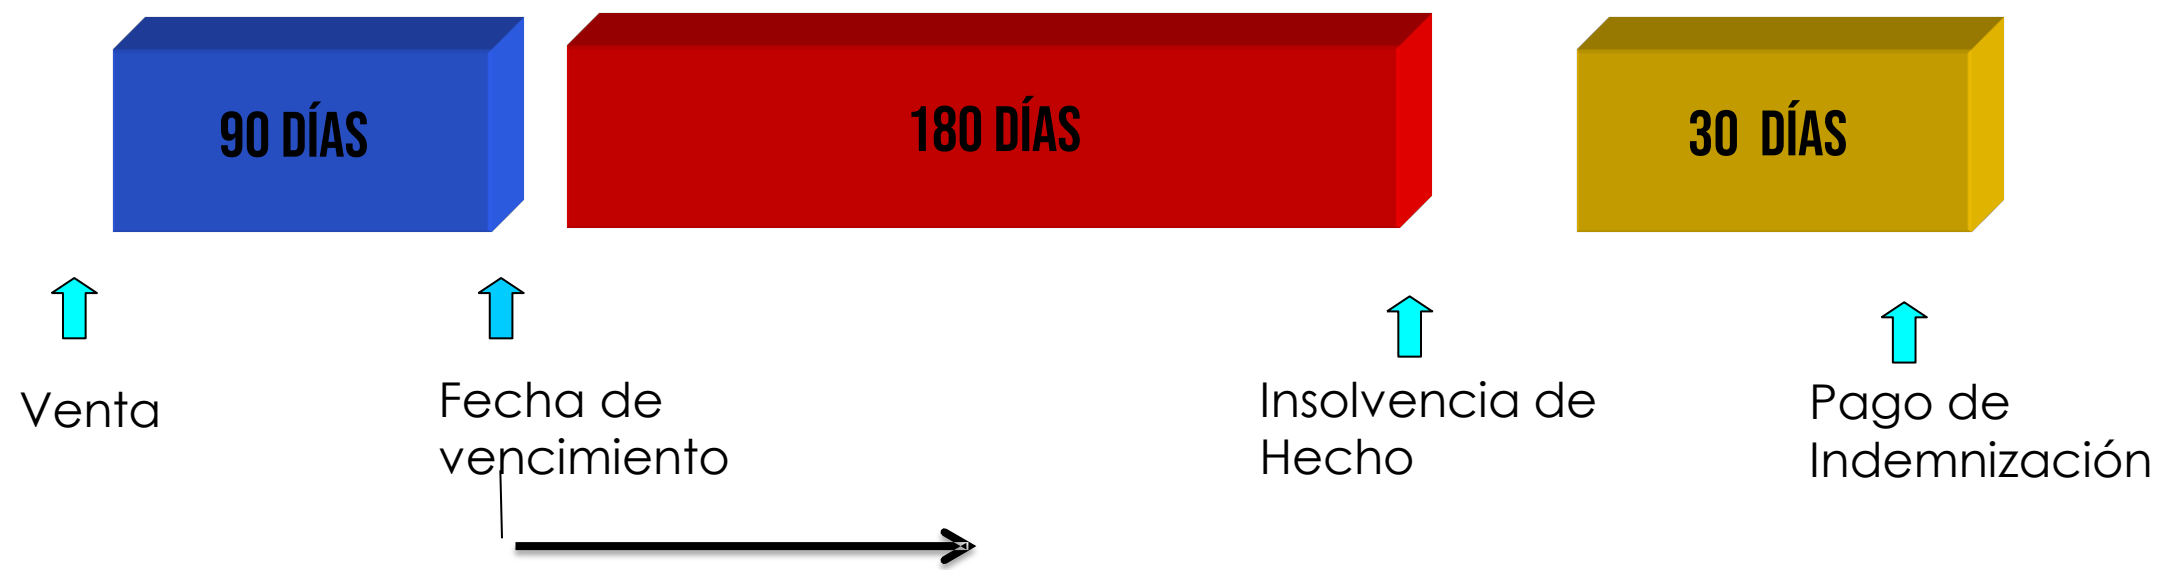 90 DÍAS
180 DÍAS
30 DÍAS
Venta
Fecha de
vencimiento
Insolvencia de
Hecho
Pago de
Indemnización